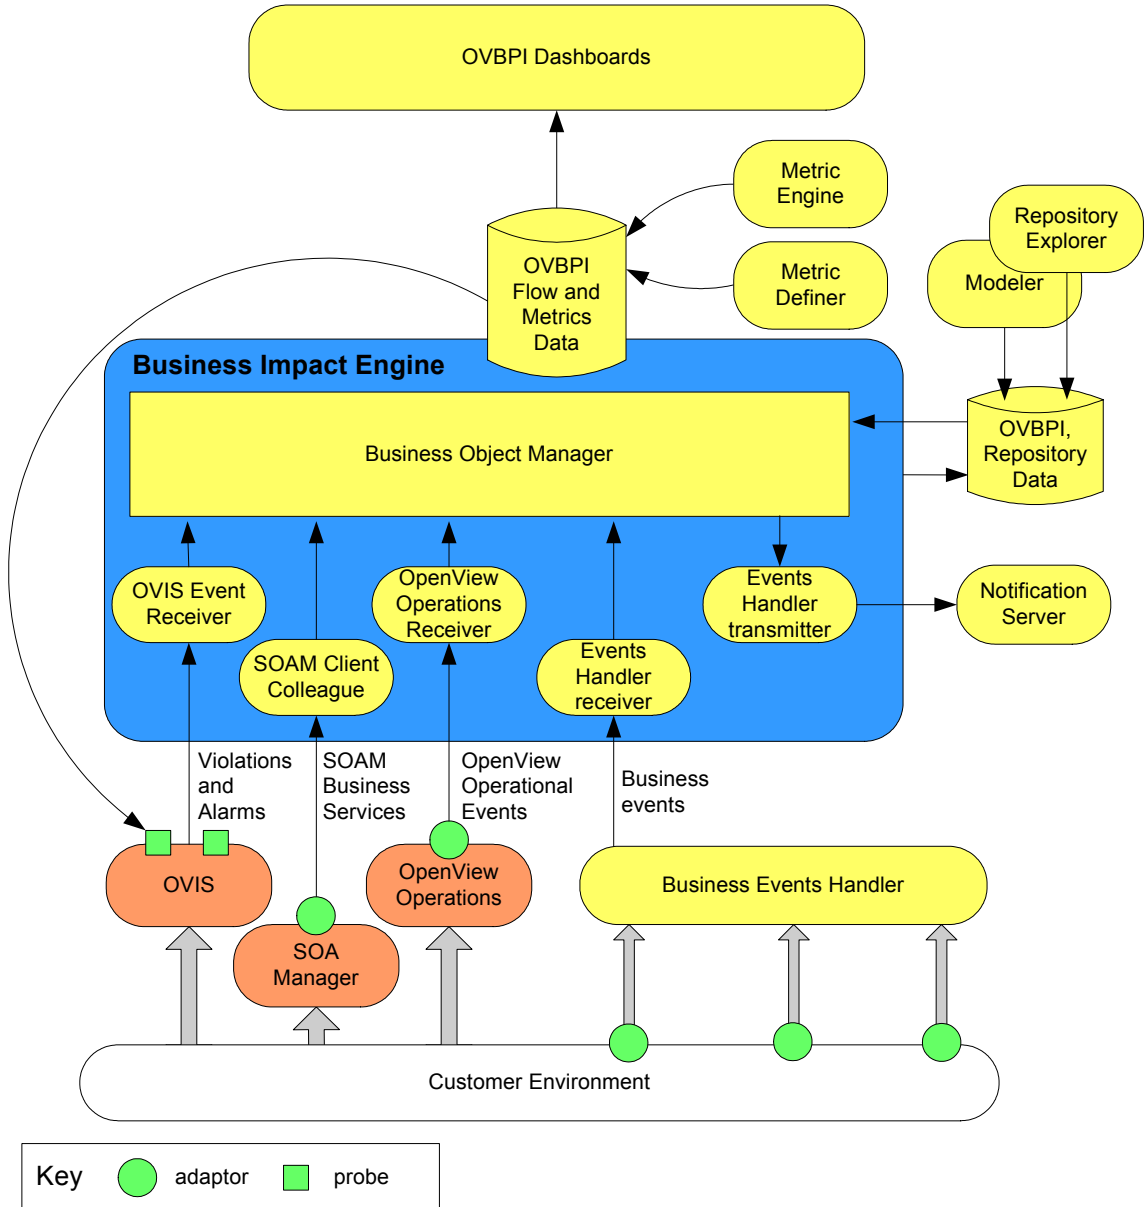 OVBPI Dashboards
Metric
Engine
Repository
Explorer
OVBPI
Flow and
Metrics
Data
Metric
Definer
Modeler
Business Impact Engine
Business Object Manager
OVBPI,
Repository
Data
OVIS Event
Receiver
OpenView
Operations
Receiver
Events
Handler
transmitter
Notification
Server
SOAM Client
Colleague
Events
Handler
receiver
Violations
and
Alarms
SOAM
Business
Services
OpenView
Operational
Events
Business
events
OVIS
OpenView
Operations
Business Events Handler
SOA
Manager
Customer Environment
Key
adaptor
probe